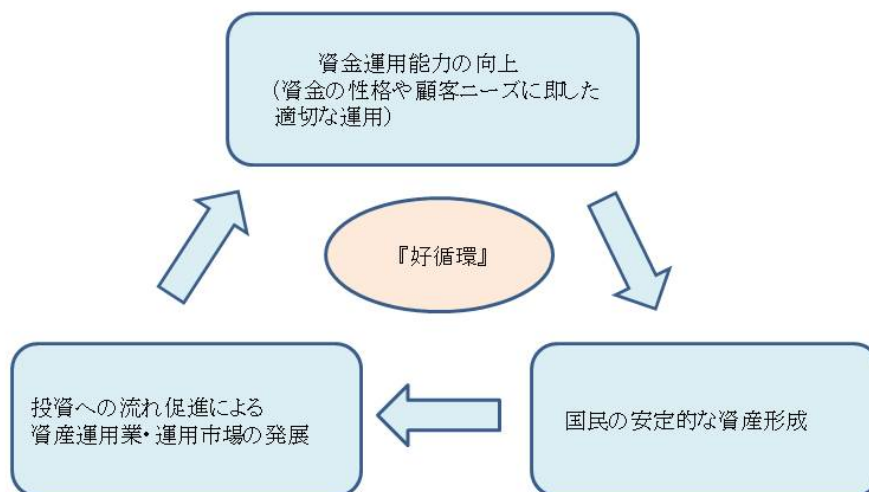 資金運用能力の向上
(資金の性格や顧客ニーズに即した
適切な運用)
『好循環』
投資への流れ促進による
資産運用業・運用市場の発展
国民の安定的な資産形成